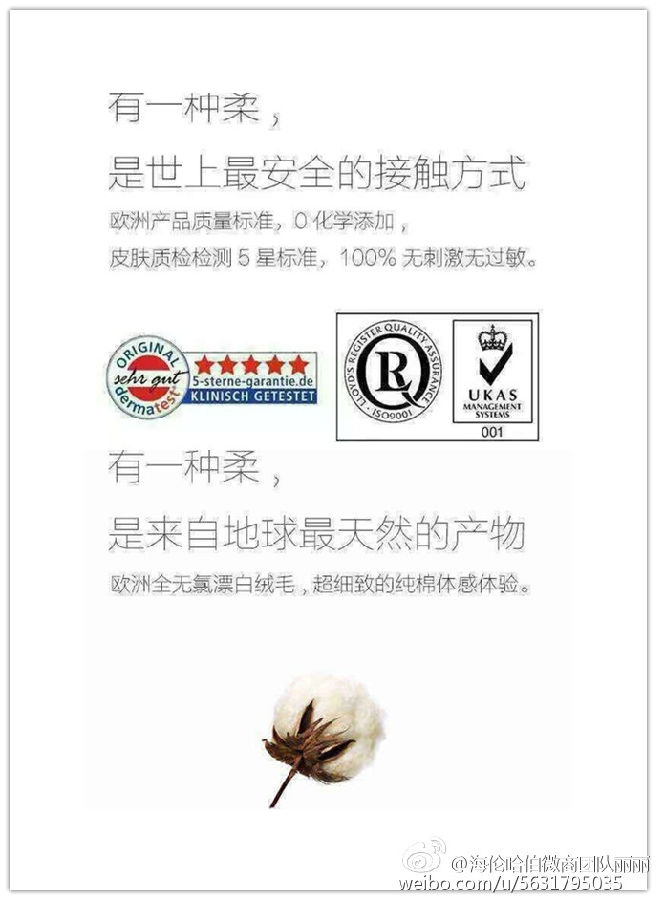 有一种柔，
是世上最安全的接触方式
欧洲产品质量标准，0 化学添加，
皮肤质检检测 5 星标准，100% 无刺激无过敏。
ORIGINAL
sehr gut
dermatest
5-sterne-garantie.de
KLINISCH GETESTET
LLOYD'S REGISTER QUALITY ASSURANCE
· ISO9001 ·
UKAS
MANAGEMENT
SYSTEMS
001
有一种柔，
是来自地球最天然的产物
欧洲全无氯漂白绒毛，超细致的纯棉体感体验。
@海伦哈伯微商团队丽丽
weibo.com/u/5631795035